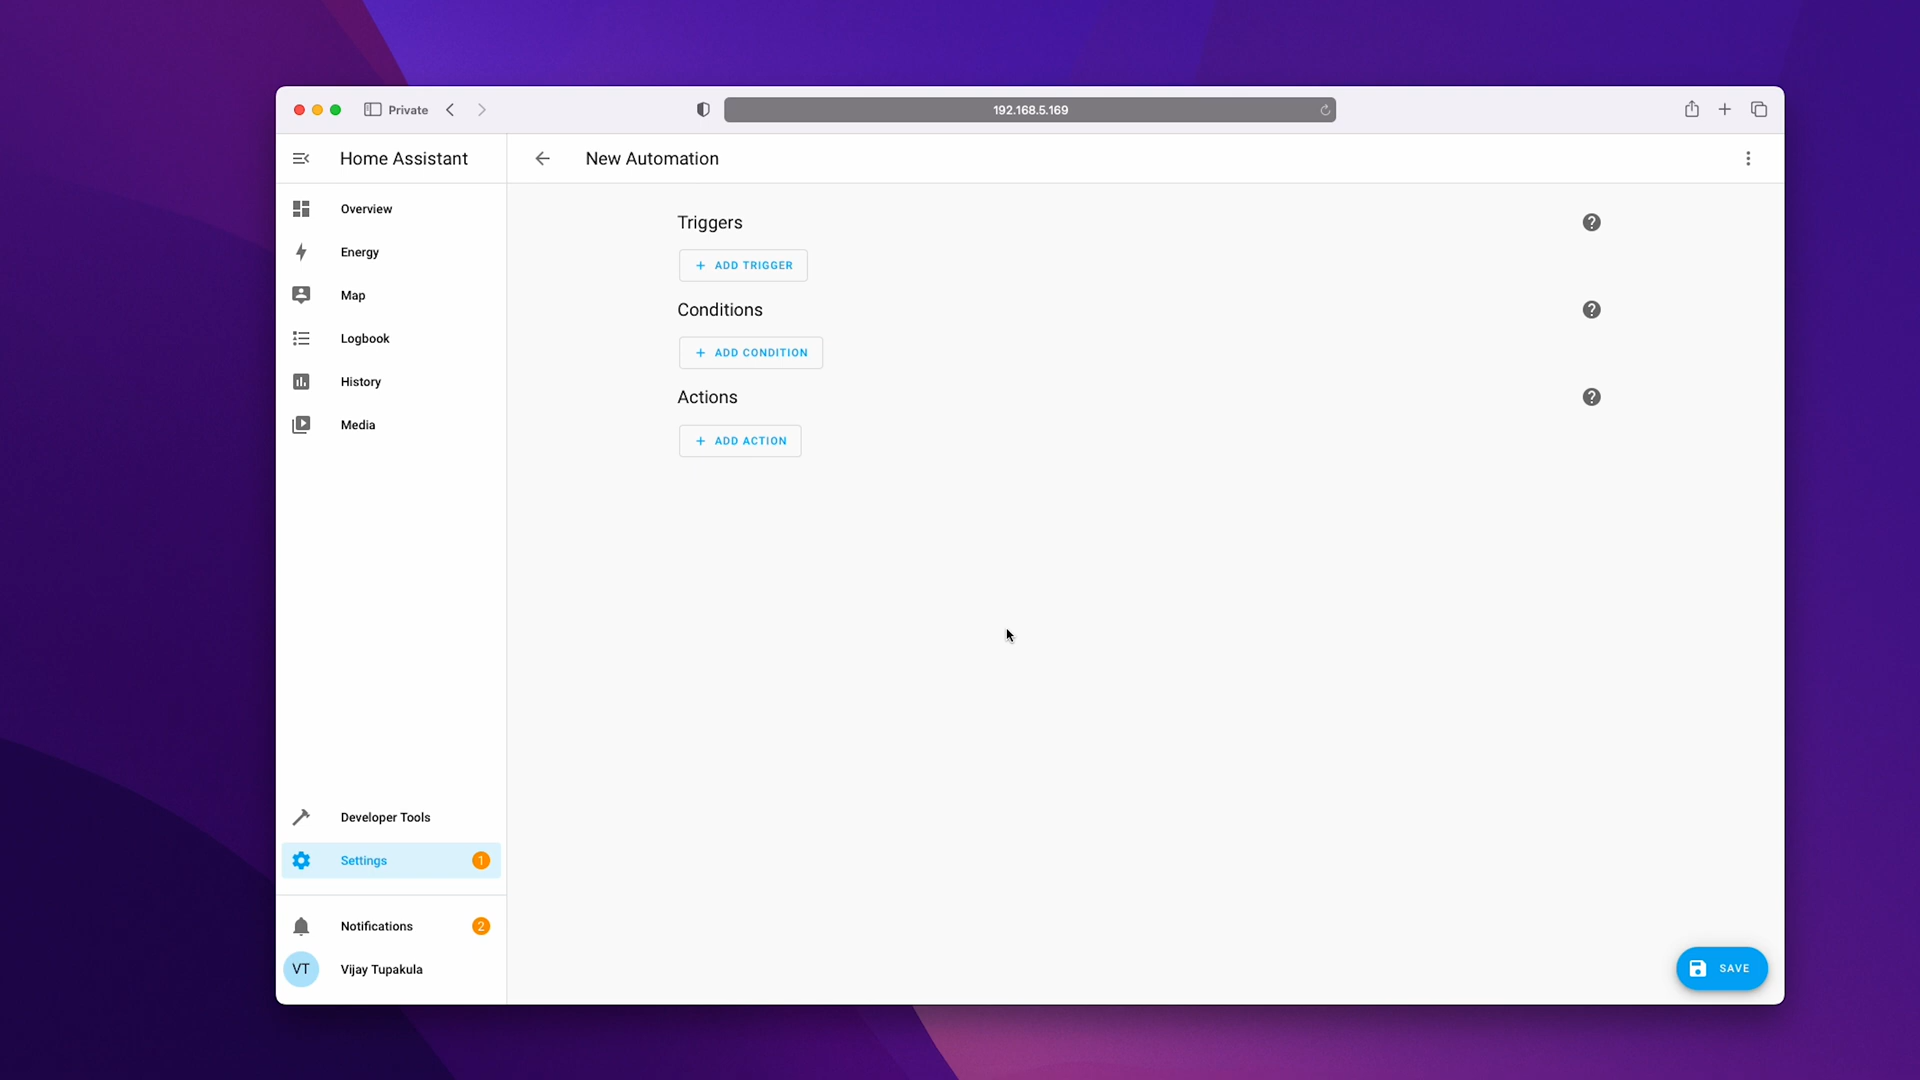 Private
192.168.5.169
Home Assistant
New Automation
Overview
Energy
Map
Logbook
History
Media
Triggers
+ ADD TRIGGER
Conditions
+ ADD CONDITION
Actions
+ ADD ACTION
Developer Tools
Settings 1
Notifications 2
VT Vijay Tupakula
SAVE